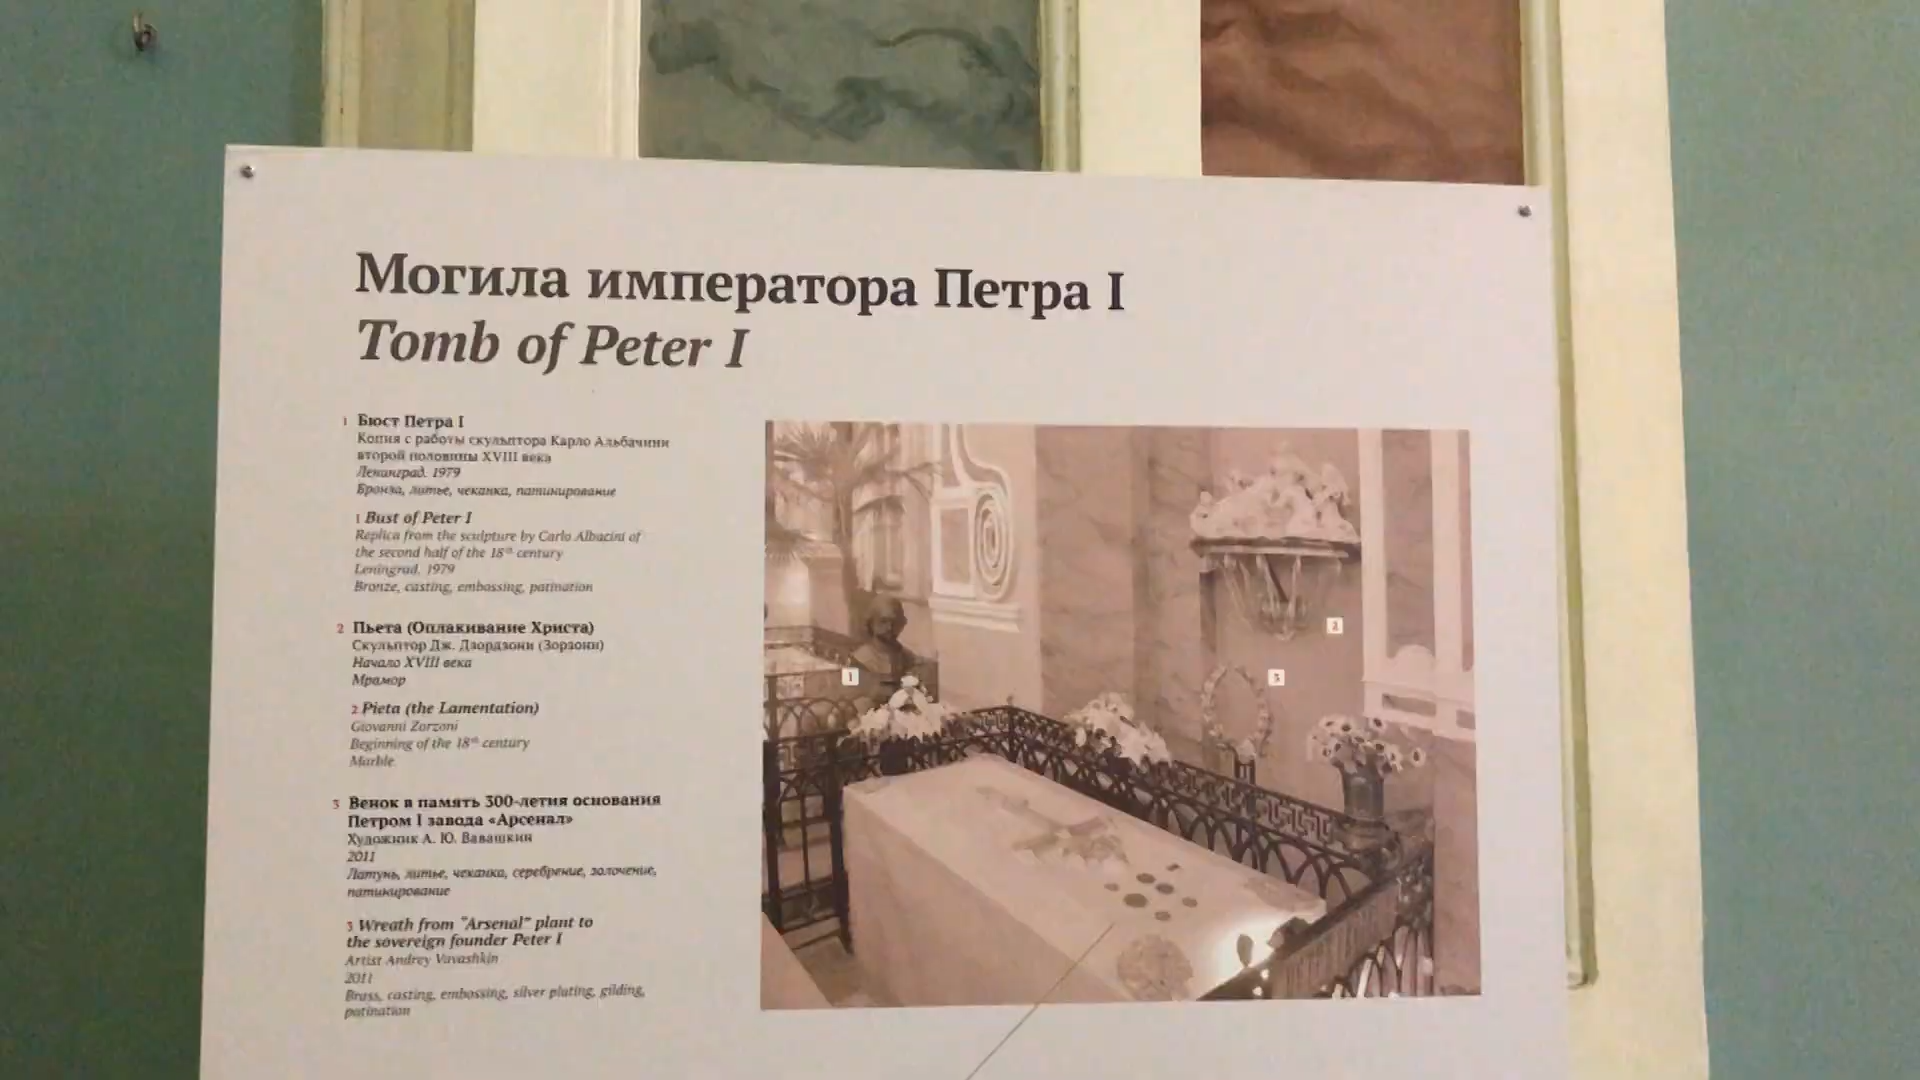 Могила императора Петра I
Tomb of Peter I
1 Бюст Петра I
Копия с работы скульптора Карло Альбачини
второй половины XVIII века
Ленинград. 1979
Бронза, литье, чеканка, патинирование
1 Bust of Peter I
Replica from the sculpture by Carlo Albacini of
the second half of the 18th century
Leningrad. 1979
Bronze, casting, embossing, patination
2 Пьета (Оплакивание Христа)
Скульптор Дж. Дзордзони (Зорзони)
Начало XVIII века
Мрамор
2 Pieta (the Lamentation)
Giovanni Zorzoni
Beginning of the 18th century
Marble
3 Венок в память 300-летия основания
Петром I завода «Арсенал»
Художник А. Ю. Вавашкин
2011
Латунь, литье, чеканка, серебрение, золочение,
патинирование
3 Wreath from "Arsenal" plant to
the sovereign founder Peter I
Artist Andrey Vavashkin
2011
Brass, casting, embossing, silver plating, gilding,
patination
1
2
3